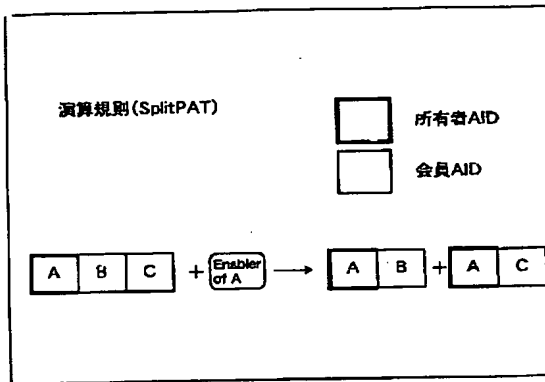 演算規則(SplitPAT)
所有者AID
会員AID
A B C + Enabler of A → A B + A C